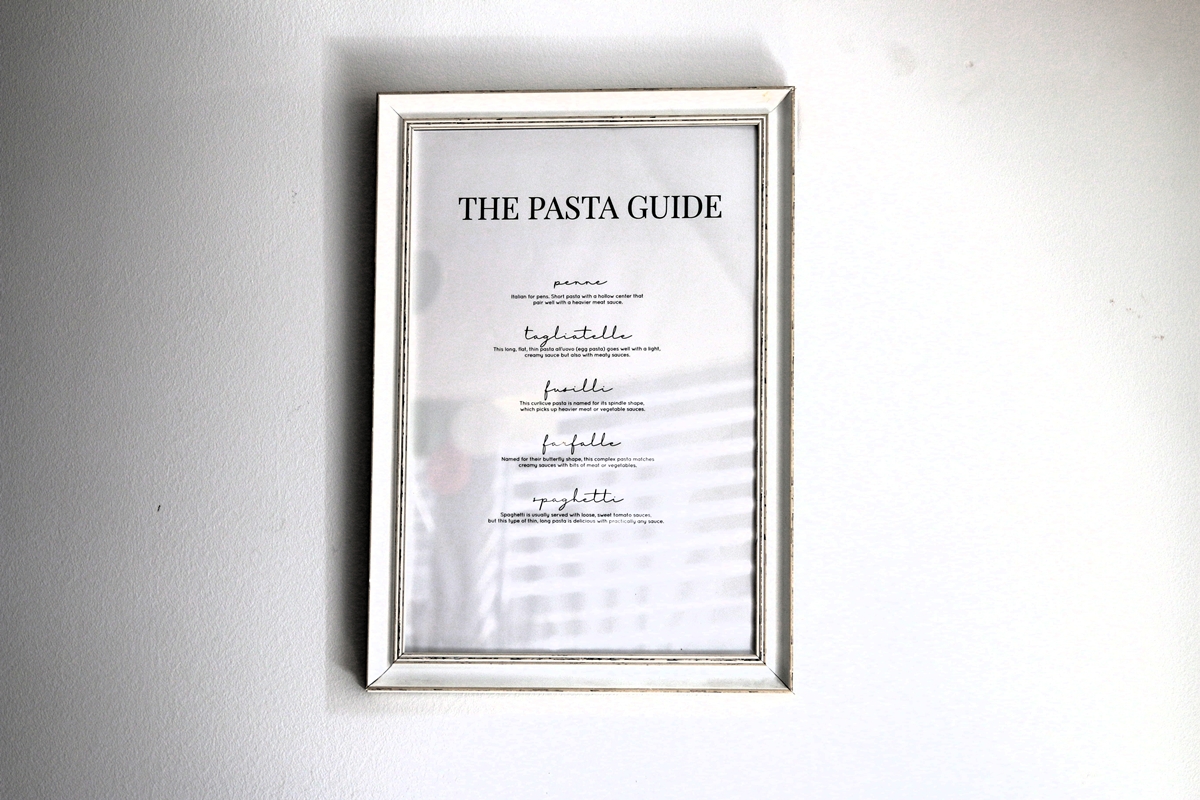 THE PASTA GUIDE
penne
Italian for pens. Short pasta with a hollow center that
pair well with a heavier meat sauce.
tagliatelle
This long, flat, thin pasta all'uovo (egg pasta) goes well with a light,
creamy sauce but also with meaty sauces.
fusilli
This curlicue pasta is named for its spindle shape,
which picks up heavier meat or vegetable sauces.
farfalle
Named for their butterfly shape, this complex pasta matches
creamy sauces with bits of meat or vegetables.
spaghetti
Spaghetti is usually served with loose, sweet tomato sauces,
but this type of thin, long pasta is delicious with practically any sauce.